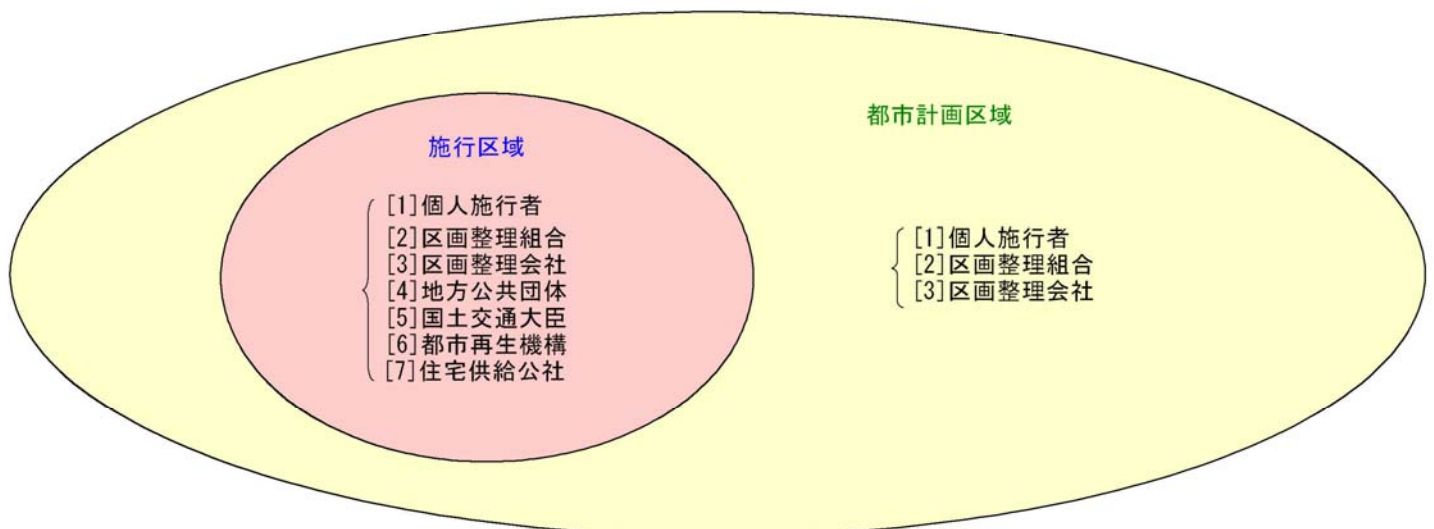 都市計画区域
施行区域
[1]個人施行者
[2]区画整理組合
[3]区画整理会社
[4]地方公共団体
[5]国土交通大臣
[6]都市再生機構
[7]住宅供給公社
[1]個人施行者
[2]区画整理組合
[3]区画整理会社